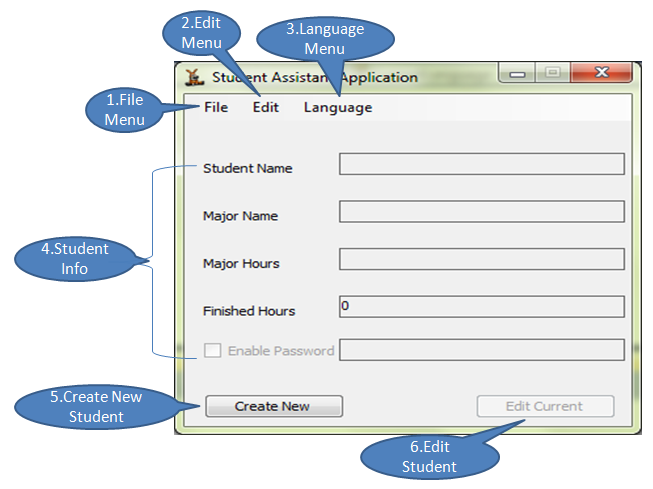 2.Edit
Menu
3.Language
Menu
Student Assistant Application
1.File
Menu
File Edit Language
Student Name
Major Name
4.Student
Info
Major Hours
Finished Hours 0
Enable Password
5.Create New
Student
Create New
Edit Current
6.Edit
Student